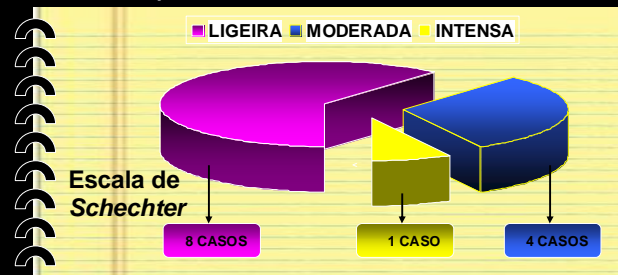 LIGEIRA MODERADA INTENSA
Escala de
Schechter
8 CASOS
1 CASO
4 CASOS